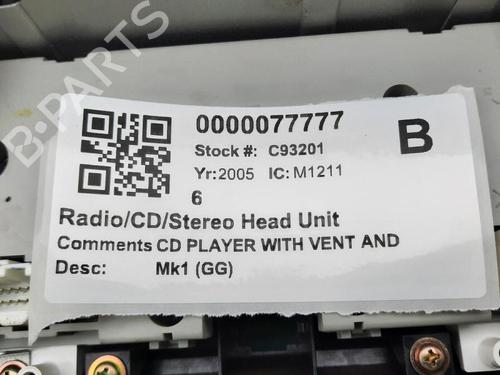 B-PARTS
0000077777
B
Stock #: C93201
Yr:2005 IC:M1211
6
Radio/CD/Stereo Head Unit
Comments CD PLAYER WITH VENT AND
Desc: Mk1 (GG)